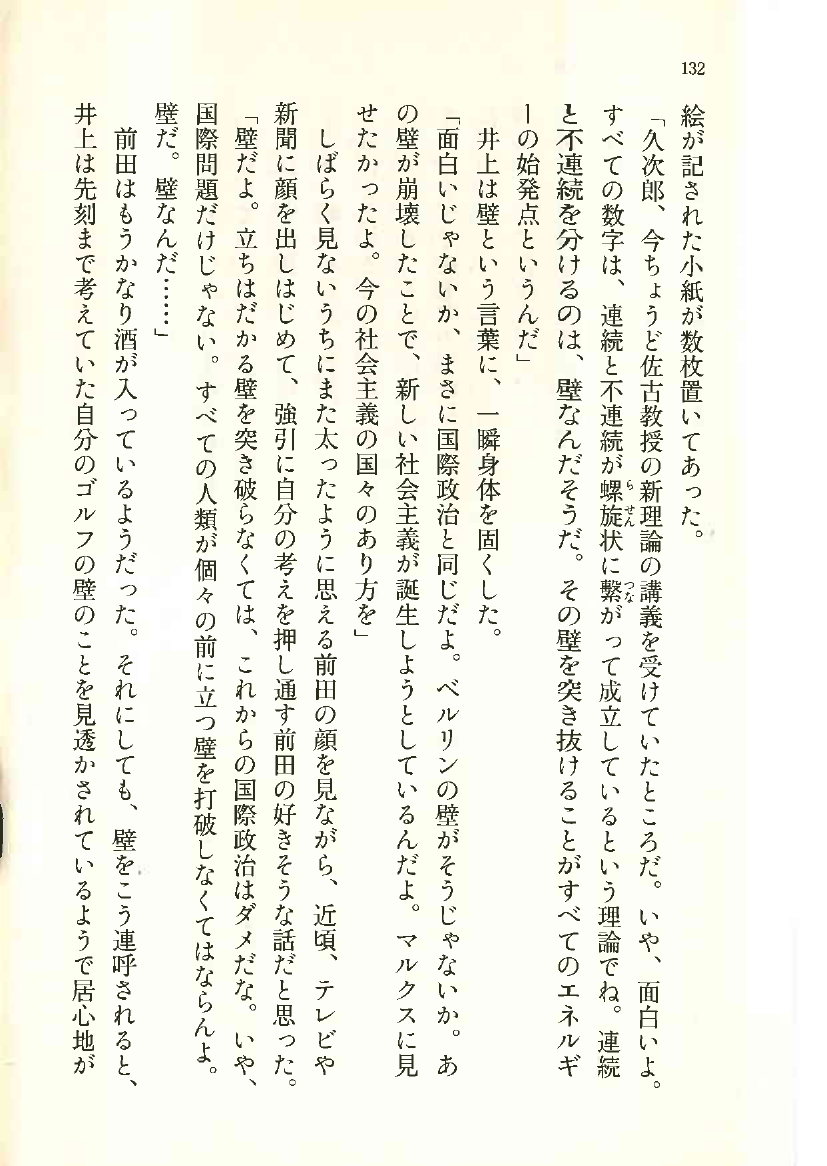 132
絵が記された小紙が数枚置いてあった。
「久次郎、今ちょうど佐古教授の新理論の講義を受けていたところだ。いや、面白いよ。
すべての数字は、連続と不連続が螺旋状に繫がって成立しているという理論でね。連続
と不連続を分けるのは、壁なんだそうだ。その壁を突き抜けることがすべてのエネルギ
ーの始発点というんだ」
井上は壁という言葉に、一瞬身体を固くした。
「面白いじゃないか、まさに国際政治と同じだよ。ベルリンの壁がそうじゃないか。あ
の壁が崩壊したことで、新しい社会主義が誕生しようとしているんだよ。マルクスに見
せたかったよ。今の社会主義の国々のあり方を」
しばらく見ないうちにまた太ったように思える前田の顔を見ながら、近頃、テレビや
新聞に顔を出しはじめて、強引に自分の考えを押し通す前田の好きそうな話だと思った。
「壁だよ。立ちはだかる壁を突き破らなくては、これからの国際政治はダメだな。いや、
国際問題だけじゃない。すべての人類が個々の前に立つ壁を打破しなくてはならんよ。
壁だ。壁なんだ……」
前田はもうかなり酒が入っているようだった。それにしても、壁をこう連呼されると、
井上は先刻まで考えていた自分のゴルフの壁のことを見透かされているようで居心地が